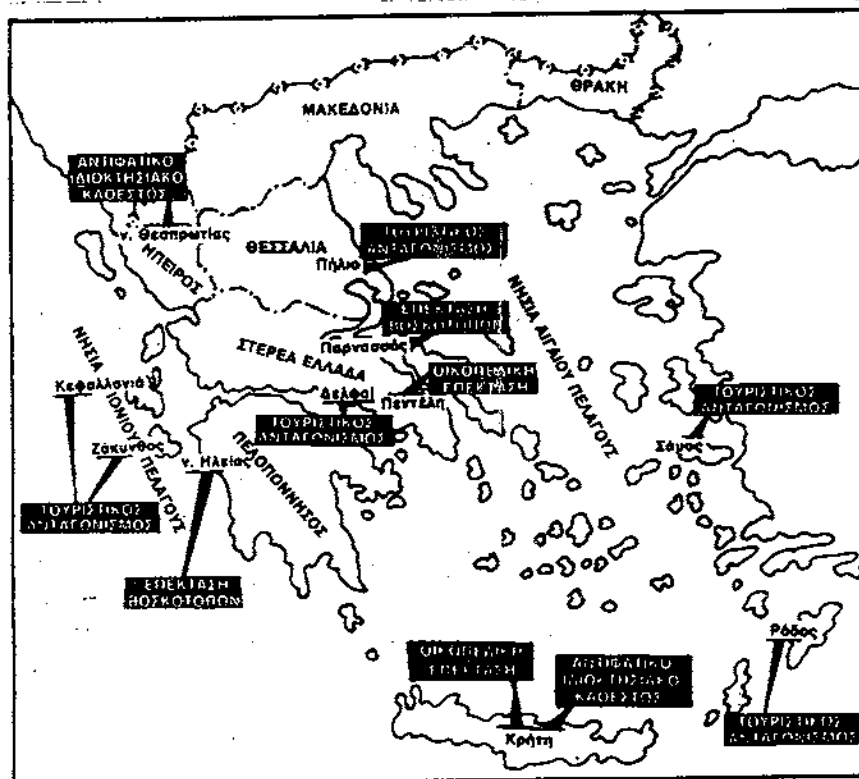 ΘΡΑΚΗ
ΜΑΚΕΔΟΝΙΑ
ΑΝΤΙΦΑΤΙΚΟ
ΙΔΙΟΚΤΗΣΙΑΚΟ
ΚΑΘΕΣΤΩΣ
ν. Θεσπρωτίας
ΗΠΕΙΡΟΣ
ΘΕΣΣΑΛΙΑ
ΤΟΥΡΙΣΤΙΚΟΣ
ΑΝΤΑΓΩΝΙΣΜΟΣ
Πήλιο
ΕΠΕΚΤΑΣΗ
ΒΟΣΚΟΤΟΠΩΝ
Παρνασσός
ΝΗΣΙΑ ΑΙΓΑΙΟΥ ΠΕΛΑΓΟΥΣ
ΣΤΕΡΕΑ ΕΛΛΑΔΑ
ΟΙΚΟΠΕΔΙΚΗ
ΕΠΕΚΤΑΣΗ
Πεντέλη
Δελφοί
ΤΟΥΡΙΣΤΙΚΟΣ
ΑΝΤΑΓΩΝΙΣΜΟΣ
Κεφαλλονιά
ΝΗΣΙΑ
ΙΟΝΙΟΥ ΠΕΛΑΓΟΥΣ
Ζάκυνθος
ν. Ηλείας
ΠΕΛΟΠΟΝΝΗΣΟΣ
ΤΟΥΡΙΣΤΙΚΟΣ
ΑΝΤΑΓΩΝΙΣΜΟΣ
Σάμος
ΤΟΥΡΙΣΤΙΚΟΣ
ΑΝΤΑΓΩΝΙΣΜΟΣ
ΕΠΕΚΤΑΣΗ
ΒΟΣΚΟΤΟΠΩΝ
ΟΙΚΟΠΕΔΙΚΗ
ΕΠΕΚΤΑΣΗ
ΑΝΤΙΦΑΤΙΚΟ
ΙΔΙΟΚΤΗΣΙΑΚΟ
ΚΑΘΕΣΤΩΣ
Κρήτη
Ρόδος
ΤΟΥΡΙΣΤΙΚΟΣ
ΑΝΤΑΓΩΝΙΣΜΟΣ